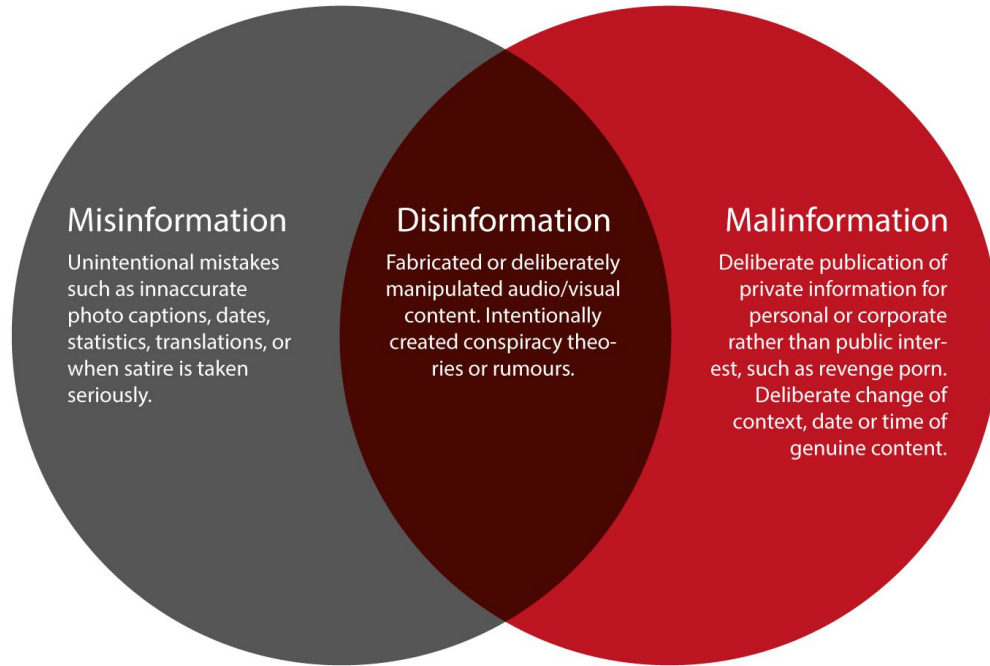 Misinformation
Unintentional mistakes
such as innaccurate
photo captions, dates,
statistics, translations, or
when satire is taken
seriously.
Disinformation
Fabricated or deliberately
manipulated audio/visual
content. Intentionally
created conspiracy theo-
ries or rumours.
Malinformation
Deliberate publication of
private information for
personal or corporate
rather than public inter-
est, such as revenge porn.
Deliberate change of
context, date or time of
genuine content.